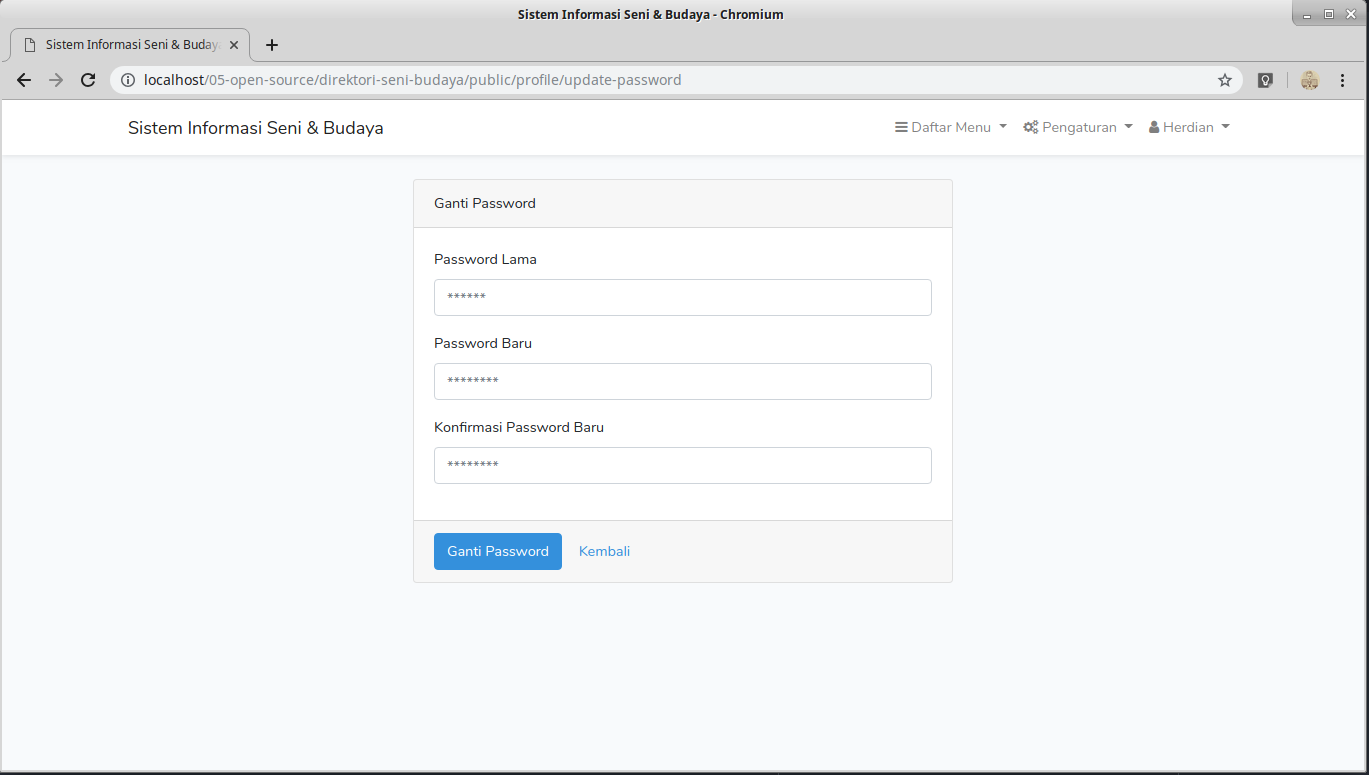 Sistem Informasi Seni & Budaya - Chromium
Sistem Informasi Seni & Buday
localhost/05-open-source/direktori-seni-budaya/public/profile/update-password
Sistem Informasi Seni & Budaya Daftar Menu Pengaturan Herdian
Ganti Password
Password Lama
******
Password Baru
********
Konfirmasi Password Baru
********
Ganti Password Kembali